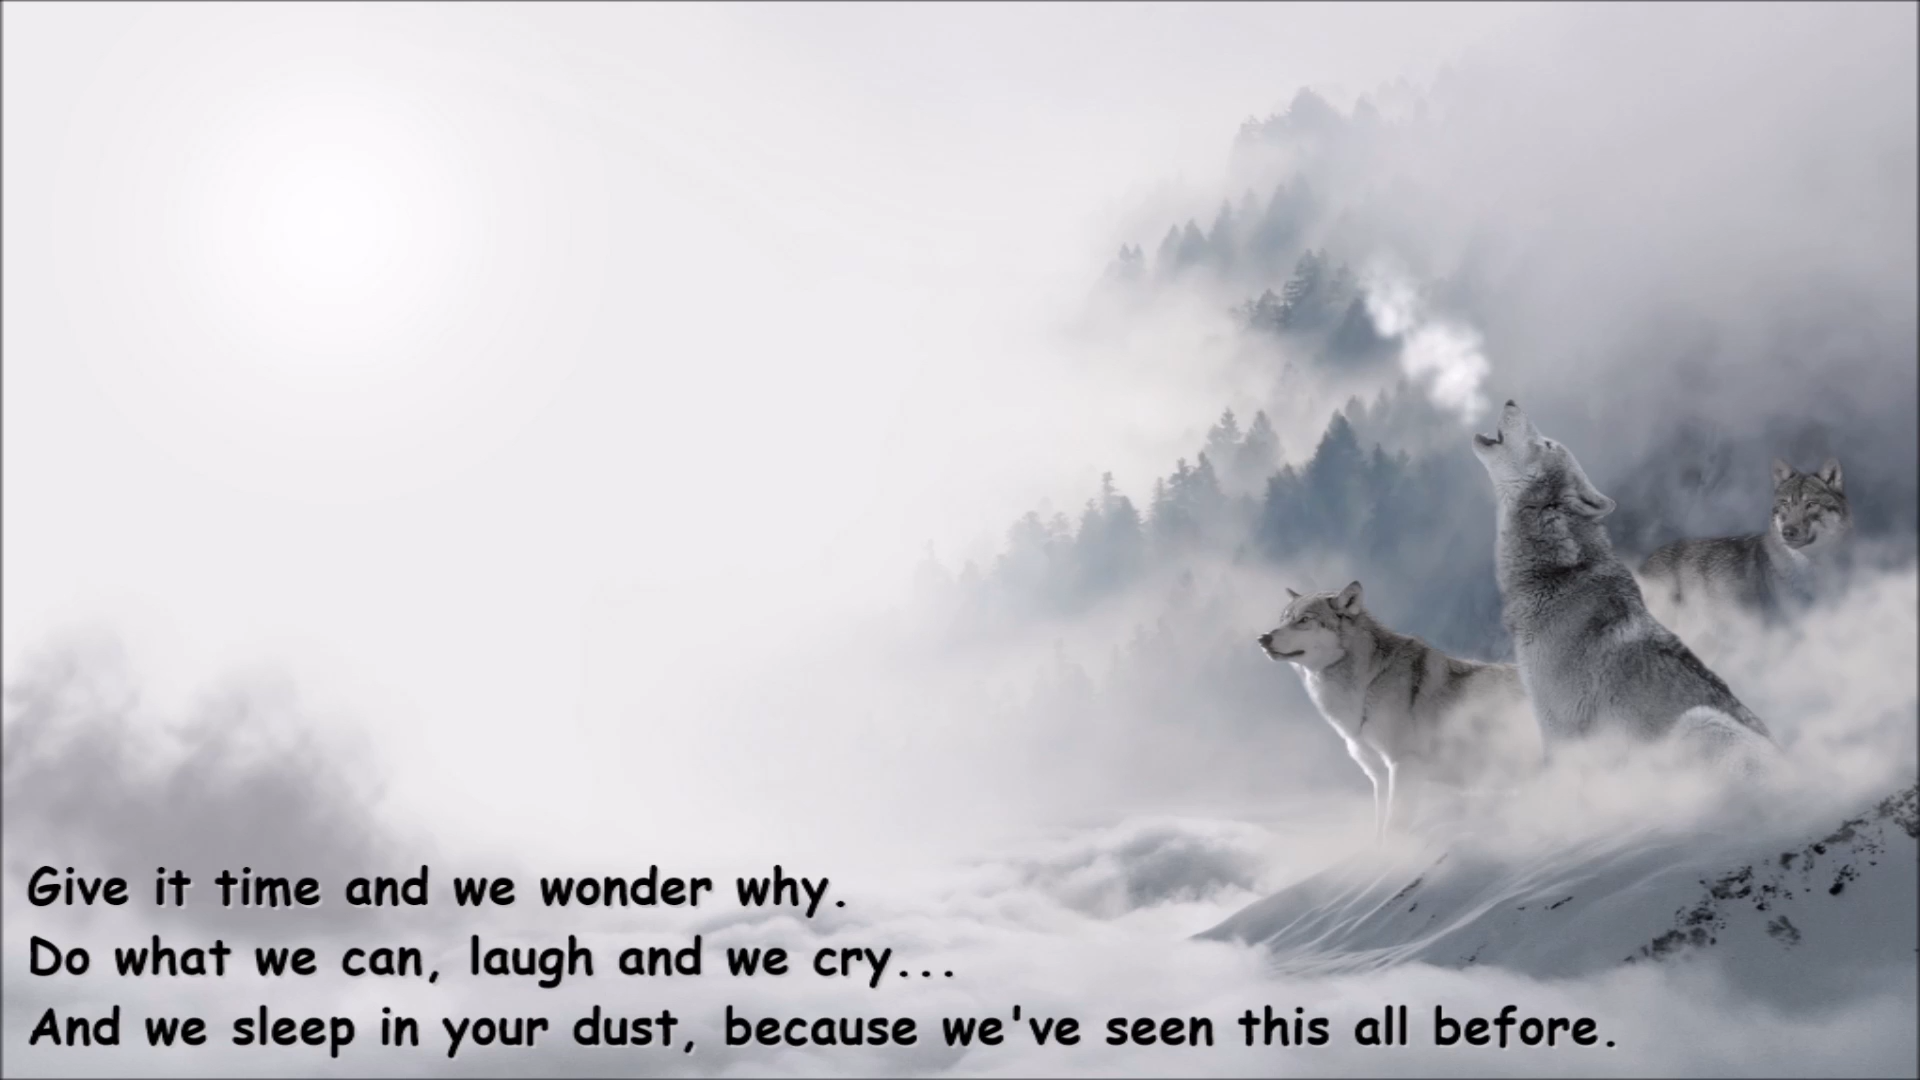 Give it time and we wonder why.
Do what we can, laugh and we cry...
And we sleep in your dust, because we've seen this all before.